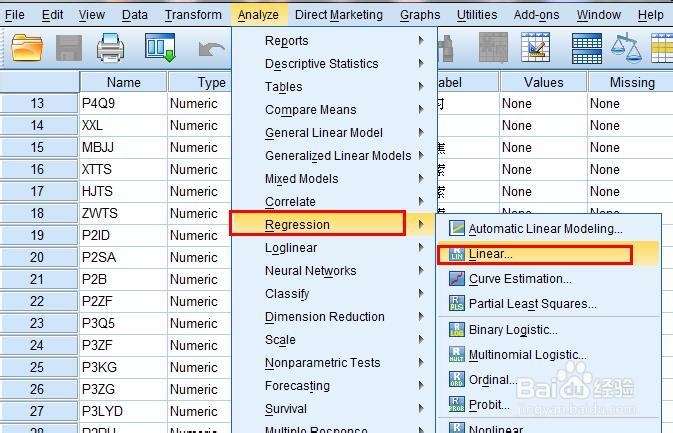 File Edit View Data Transform Analyze Direct Marketing Graphs Utilities Add-ons Window Help
Name Type Values Missing
Reports
Descriptive Statistics
Tables
Compare Means
General Linear Model
Generalized Linear Models
Mixed Models
Correlate
Regression
Loglinear
Neural Networks
Classify
Dimension Reduction
Scale
Nonparametric Tests
Forecasting
Survival
Multiple Response
Automatic Linear Modeling...
Linear...
Curve Estimation...
Partial Least Squares...
Binary Logistic...
Multinomial Logistic...
Ordinal...
Probit...
Nonlinear
13 P4Q9 Numeric None None
14 XXL Numeric None None
15 MBJJ Numeric None None
16 XTTS Numeric None None
17 HJTS Numeric None None
18 ZWTS Numeric None None
19 P2ID Numeric
20 P2SA Numeric
21 P2B Numeric
22 P2ZF Numeric
23 P3Q5 Numeric
24 P3ZF Numeric
25 P3KG Numeric
26 P3ZG Numeric
27 P3LYD Numeric
Baidu 经验
jingyan.baidu.com